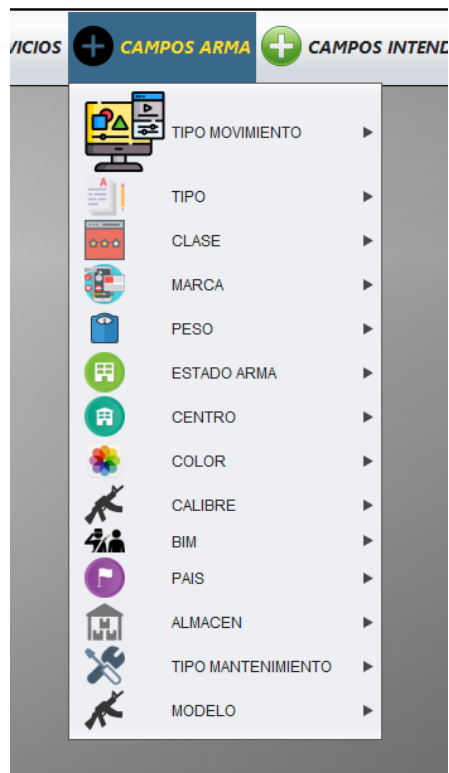 VICIOS CAMPOS ARMA CAMPOS INTEND
TIPO MOVIMIENTO
TIPO
CLASE
MARCA
PESO
ESTADO ARMA
CENTRO
COLOR
CALIBRE
BIM
PAIS
ALMACEN
TIPO MANTENIMIENTO
MODELO